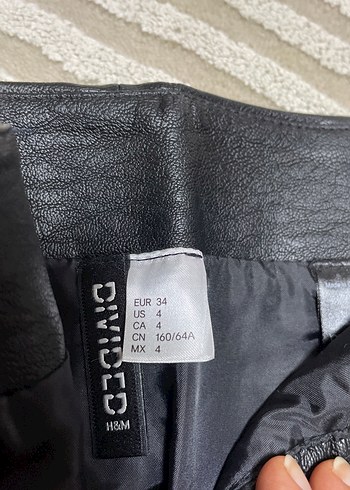 DIVIDED
H&M
EUR 34
US 4
CA 4
CN 160/64A
MX 4